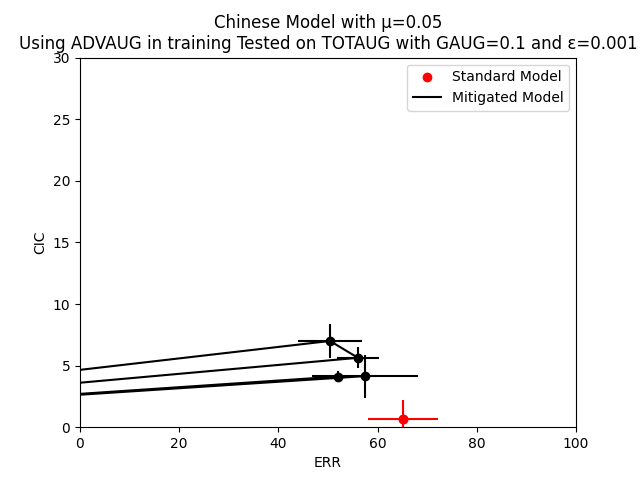 Chinese Model with μ=0.05
Using ADVAUG in training Tested on TOTAUG with GAUG=0.1 and ε=0.001
Standard Model
Mitigated Model
30
25
20
15
10
5
0
CIC
0 20 40 60 80 100
ERR